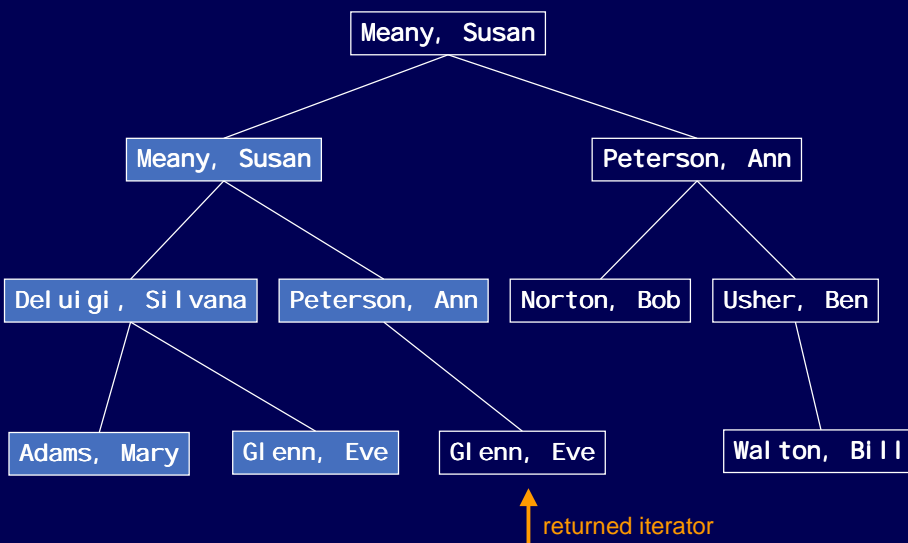 Meany, Susan
Meany, Susan
Peterson, Ann
Deluigi, Silvana
Peterson, Ann
Norton, Bob
Usher, Ben
Adams, Mary
Glenn, Eve
Glenn, Eve
Walton, Bill
returned iterator